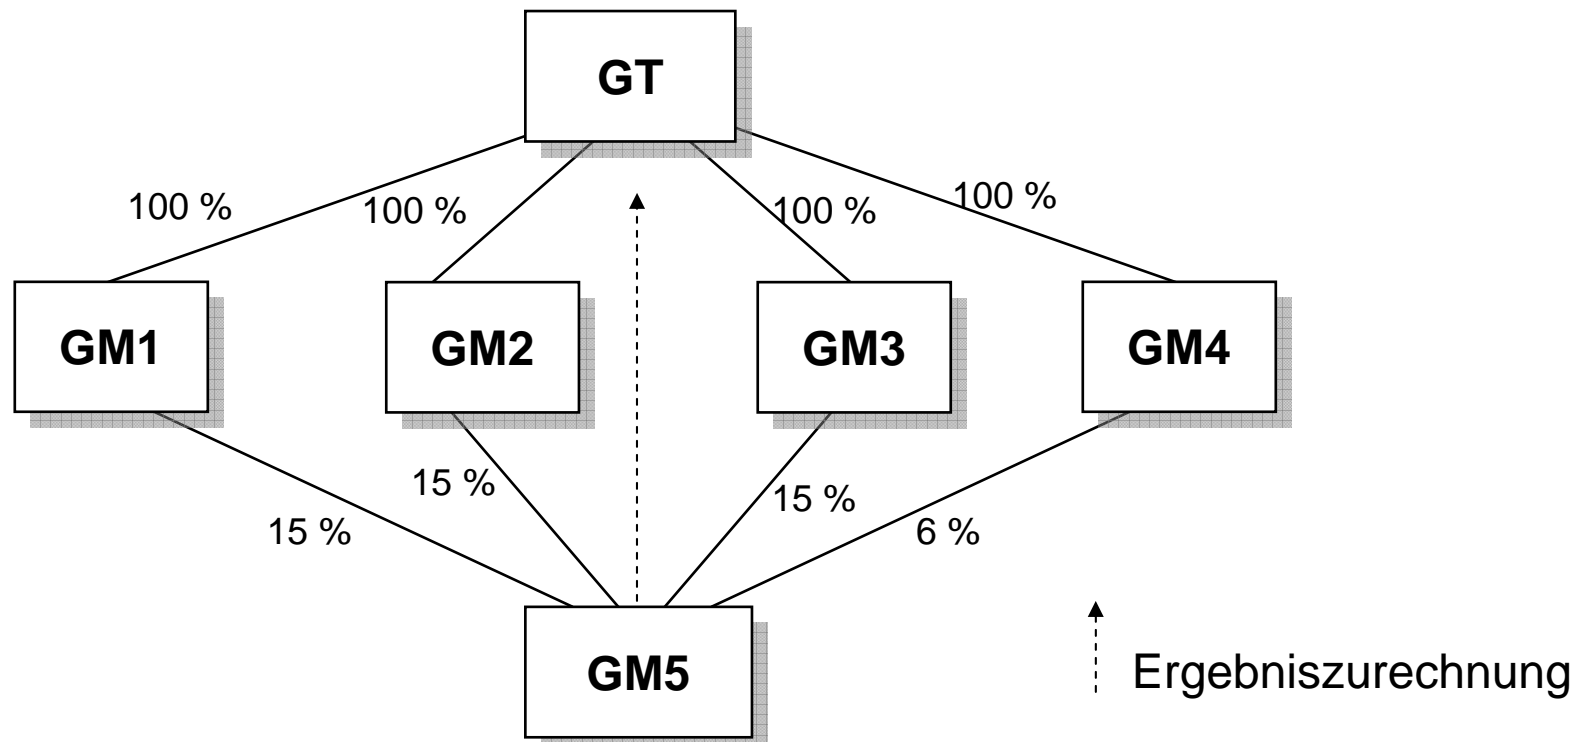 GT
100 %
100 %
100 %
100 %
GM1
GM2
GM3
GM4
15 %
15 %
15 %
6 %
GM5
Ergebniszurechnung